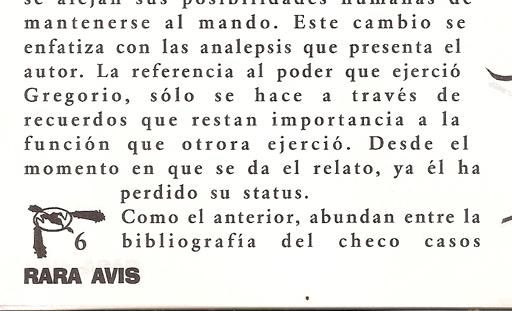 se alejan sus posibilidades humanas de
mantenerse al mando. Este cambio se
enfatiza con las analepsis que presenta el
autor. La referencia al poder que ejerció
Gregorio, sólo se hace a través de
recuerdos que restan importancia a la
función que otrora ejerció. Desde el
momento en que se da el relato, ya él ha
perdido su status.
Como el anterior, abundan entre la
6 bibliografía del checo casos
RARA AVIS